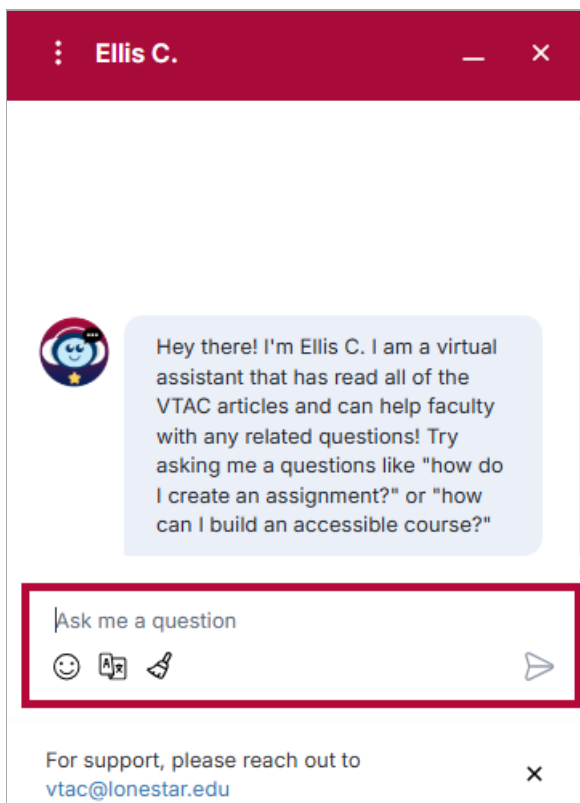 Ellis C.
Hey there! I'm Ellis C. I am a virtual
assistant that has read all of the
VTAC articles and can help faculty
with any related questions! Try
asking me a questions like "how do
I create an assignment?" or "how
can I build an accessible course?"
Ask me a question
For support, please reach out to
vtac@lonestar.edu